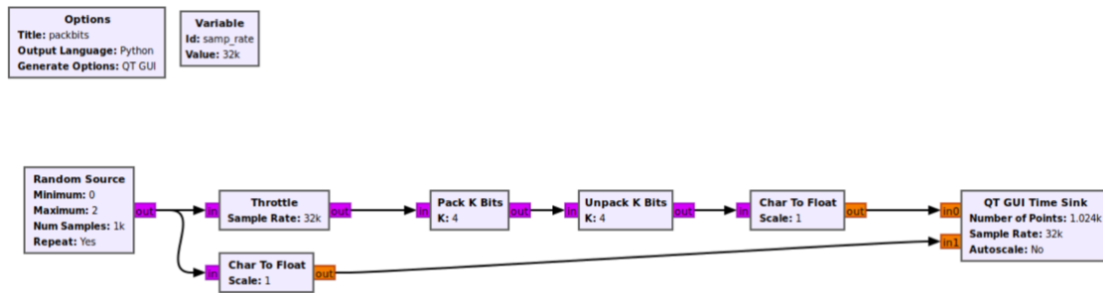 Options
Title: packbits
Output Language: Python
Generate Options: QT GUI
Variable
Id: samp_rate
Value: 32k
Random Source
Minimum: 0
Maximum: 2
Num Samples: 1k
Repeat: Yes
out
in
Throttle
Sample Rate: 32k
out
in
Pack K Bits
K: 4
out
in
Unpack K Bits
K: 4
out
in
Char To Float
Scale: 1
out
in0
in1
QT GUI Time Sink
Number of Points: 1.024k
Sample Rate: 32k
Autoscale: No
in
Char To Float
Scale: 1
out